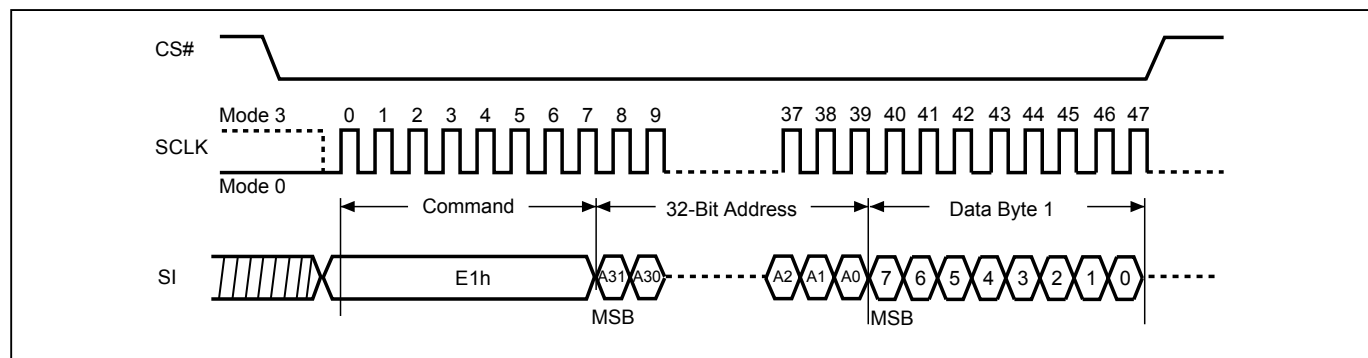 CS#
Mode 3
0 1 2 3 4 5 6 7 8 9 37 38 39 40 41 42 43 44 45 46 47
SCLK
Mode 0
Command 32-Bit Address Data Byte 1
SI E1h A31 A30 A2 A1 A0 7 6 5 4 3 2 1 0
MSB MSB